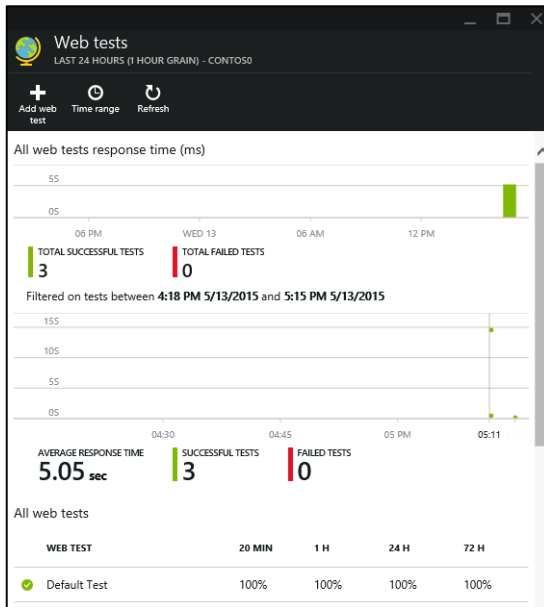 Web tests
LAST 24 HOURS (1 HOUR GRAIN) - CONTOSO
Add web test
Time range
Refresh
All web tests response time (ms)
5S
0S
06 PM WED 13 06 AM 12 PM
TOTAL SUCCESSFUL TESTS TOTAL FAILED TESTS
3 0
Filtered on tests between 4:18 PM 5/13/2015 and 5:15 PM 5/13/2015
15S
10S
5S
0S
04:30 04:45 05 PM 05:11
AVERAGE RESPONSE TIME SUCCESSFUL TESTS FAILED TESTS
5.05 sec 3 0
All web tests
WEB TEST 20 MIN 1 H 24 H 72 H
Default Test 100% 100% 100% 100%